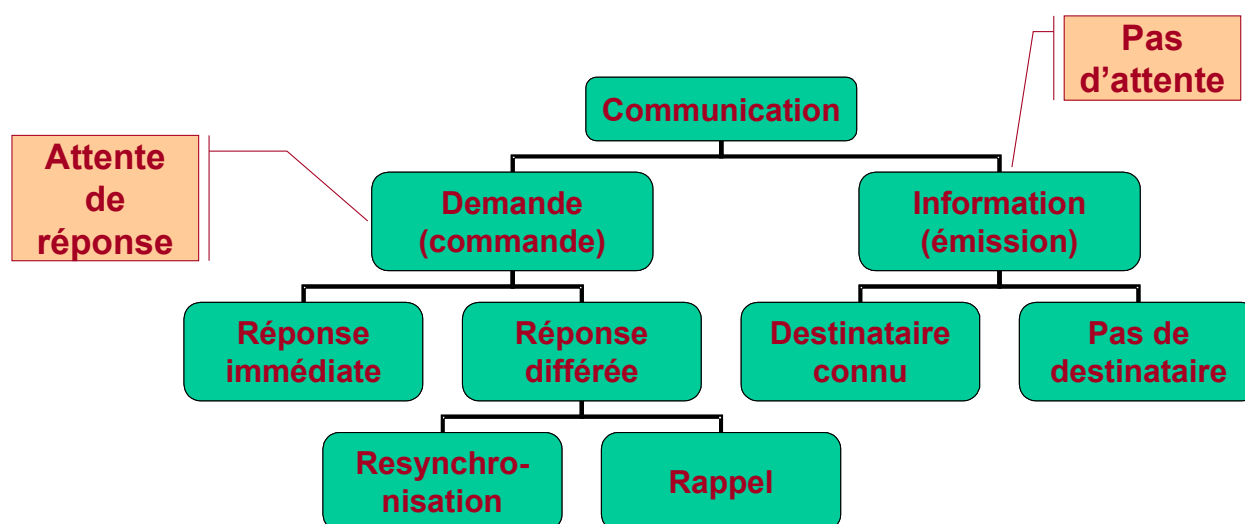 Pas
d'attente
Communication
Attente
de
réponse
Demande
(commande)
Information
(émission)
Réponse
immédiate
Réponse
différée
Destinataire
connu
Pas de
destinataire
Resynchro-
nisation
Rappel